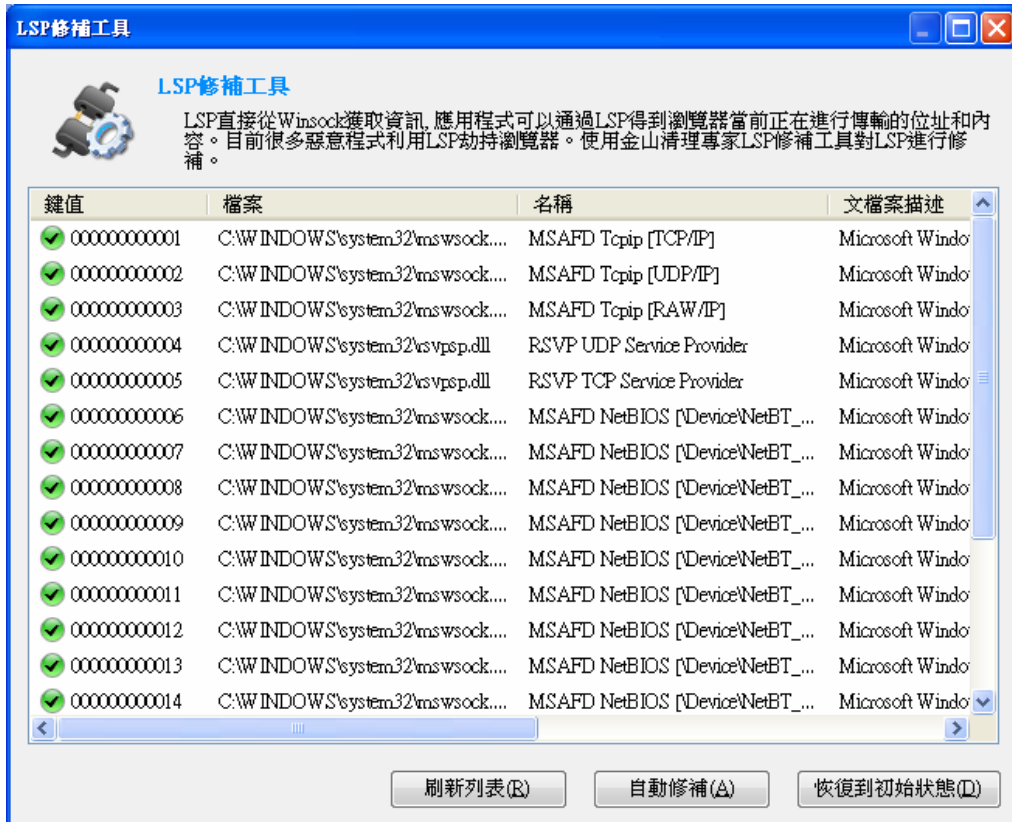 LSP修補工具
LSP修補工具
LSP直接從Winsock獲取資訊, 應用程式可以通過LSP得到瀏覽器當前正在進行傳輸的位址和內
容。目前很多惡意程式利用LSP劫持瀏覽器。使用金山清理專家LSP修補工具對LSP進行修
補。
鍵值 檔案 名稱 文檔案描述
000000000001 C:\WINDOWS\system32\mswsock.... MSAFD Tcpip [TCP/IP] Microsoft Windo
000000000002 C:\WINDOWS\system32\mswsock.... MSAFD Tcpip [UDP/IP] Microsoft Windo
000000000003 C:\WINDOWS\system32\mswsock.... MSAFD Tcpip [RAW/IP] Microsoft Windo
000000000004 C:\WINDOWS\system32\rsvpsp.dll RSVP UDP Service Provider Microsoft Windo
000000000005 C:\WINDOWS\system32\rsvpsp.dll RSVP TCP Service Provider Microsoft Windo
000000000006 C:\WINDOWS\system32\mswsock.... MSAFD NetBIOS [\Device\NetBT_... Microsoft Windo
000000000007 C:\WINDOWS\system32\mswsock.... MSAFD NetBIOS [\Device\NetBT_... Microsoft Windo
000000000008 C:\WINDOWS\system32\mswsock.... MSAFD NetBIOS [\Device\NetBT_... Microsoft Windo
000000000009 C:\WINDOWS\system32\mswsock.... MSAFD NetBIOS [\Device\NetBT_... Microsoft Windo
000000000010 C:\WINDOWS\system32\mswsock.... MSAFD NetBIOS [\Device\NetBT_... Microsoft Windo
000000000011 C:\WINDOWS\system32\mswsock.... MSAFD NetBIOS [\Device\NetBT_... Microsoft Windo
000000000012 C:\WINDOWS\system32\mswsock.... MSAFD NetBIOS [\Device\NetBT_... Microsoft Windo
000000000013 C:\WINDOWS\system32\mswsock.... MSAFD NetBIOS [\Device\NetBT_... Microsoft Windo
000000000014 C:\WINDOWS\system32\mswsock.... MSAFD NetBIOS [\Device\NetBT_... Microsoft Windo
刷新列表(R) 自動修補(A) 恢復到初始狀態(D)